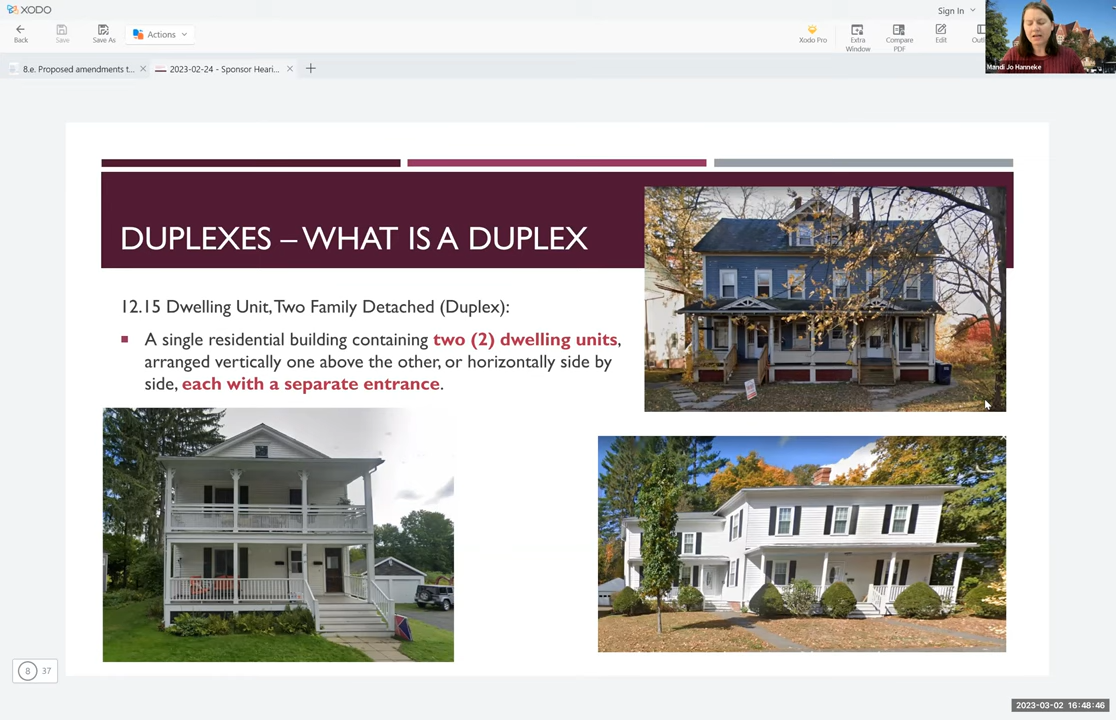 XODO
Sign In
Back
Save
Save As
Actions
Xodo Pro
Extra
Window
Compare
PDF
Edit
Mandi Jo Hanneke
8.e. Proposed amendments t...
2023-02-24 - Sponsor Heari...
DUPLEXES – WHAT IS A DUPLEX
12.15 Dwelling Unit, Two Family Detached (Duplex):
A single residential building containing two (2) dwelling units,
arranged vertically one above the other, or horizontally side by
side, each with a separate entrance.
8 37
2023-03-02 16:48:46